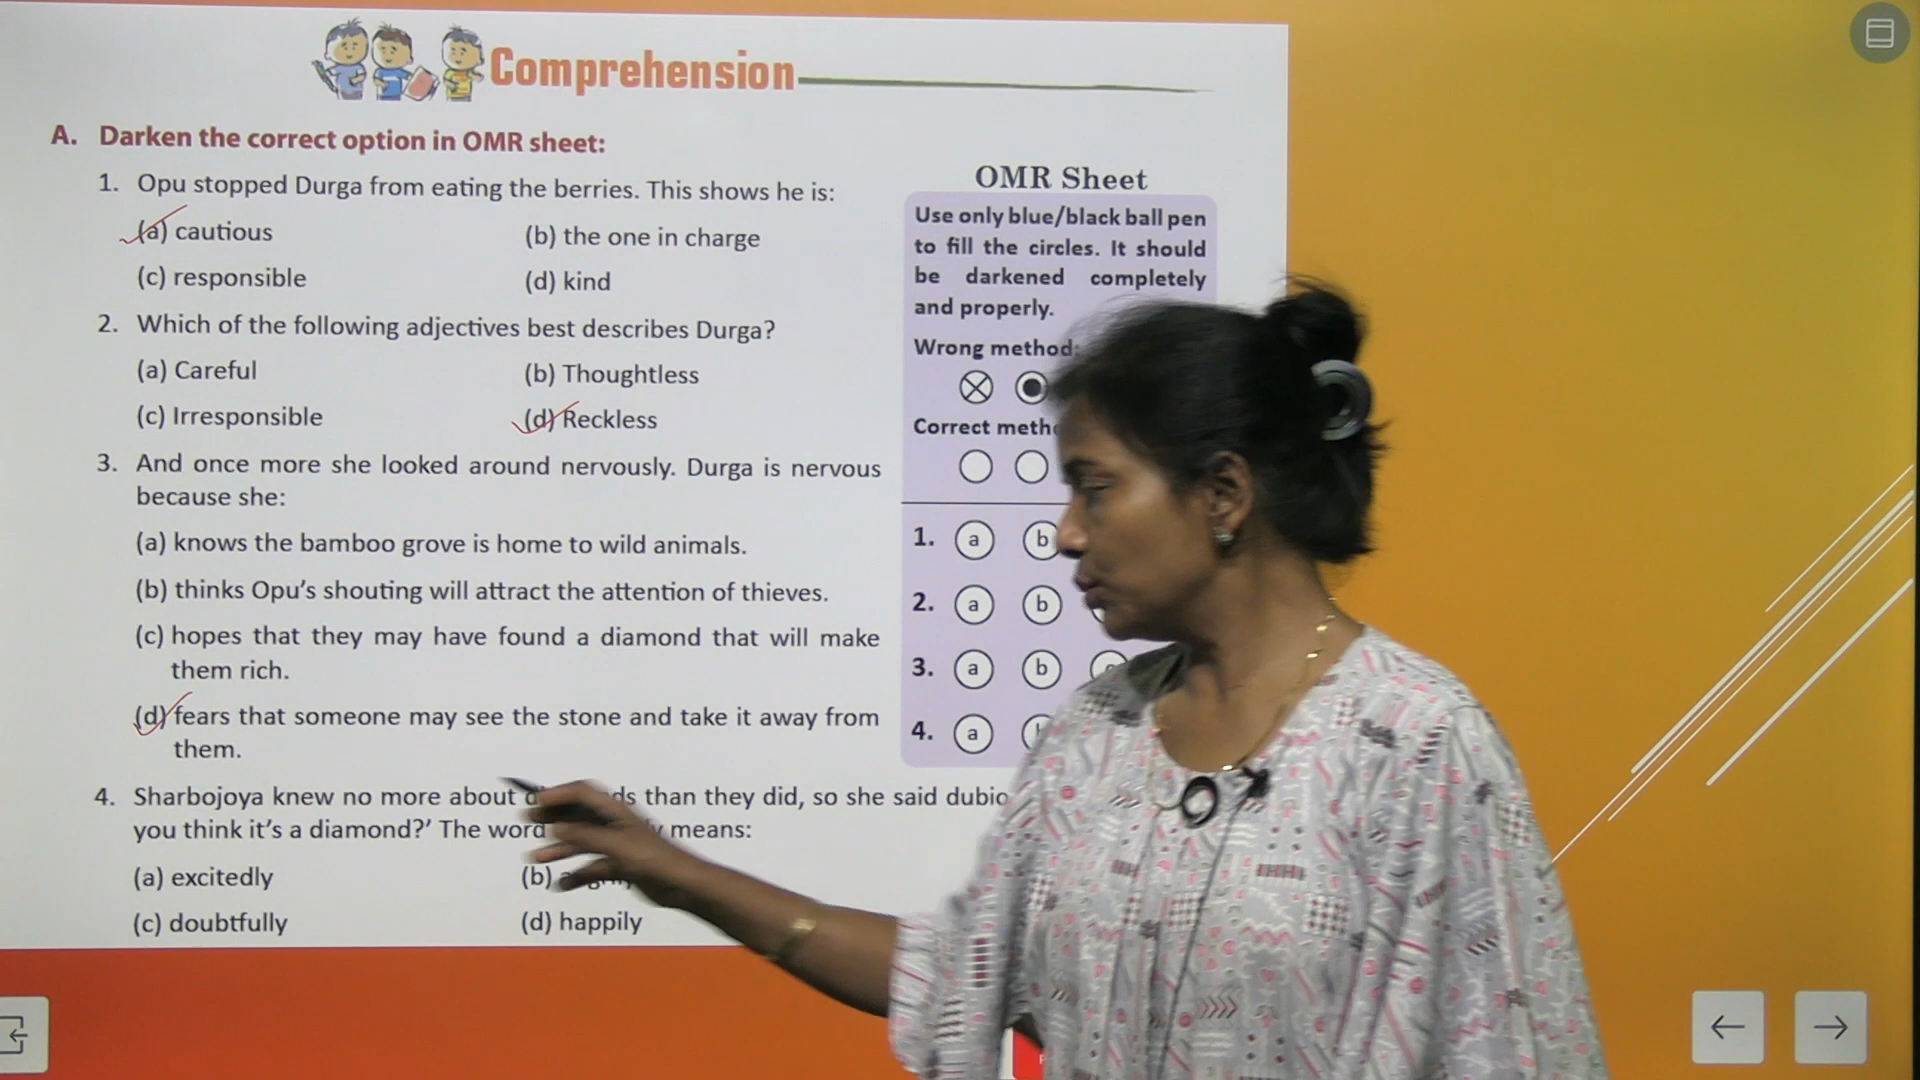 Comprehension
A. Darken the correct option in OMR sheet:
1. Opu stopped Durga from eating the berries. This shows he is:
(a) cautious
(b) the one in charge
(c) responsible
(d) kind
2. Which of the following adjectives best describes Durga?
(a) Careful
(b) Thoughtless
(c) Irresponsible
(d) Reckless
3. And once more she looked around nervously. Durga is nervous
because she:
(a) knows the bamboo grove is home to wild animals.
(b) thinks Opu's shouting will attract the attention of thieves.
(c) hopes that they may have found a diamond that will make
them rich.
(d) fears that someone may see the stone and take it away from
them.
4. Sharbojoya knew no more about than they did, so she said
you think it's a diamond?' The word means:
(a) excitedly
(b)
(c) doubtfully
(d) happily
OMR Sheet
Use only blue/black ball pen
to fill the circles. It should
be darkened completely
and properly.
Wrong method:
Correct
1. a b
2. a b
3. a b
4. a